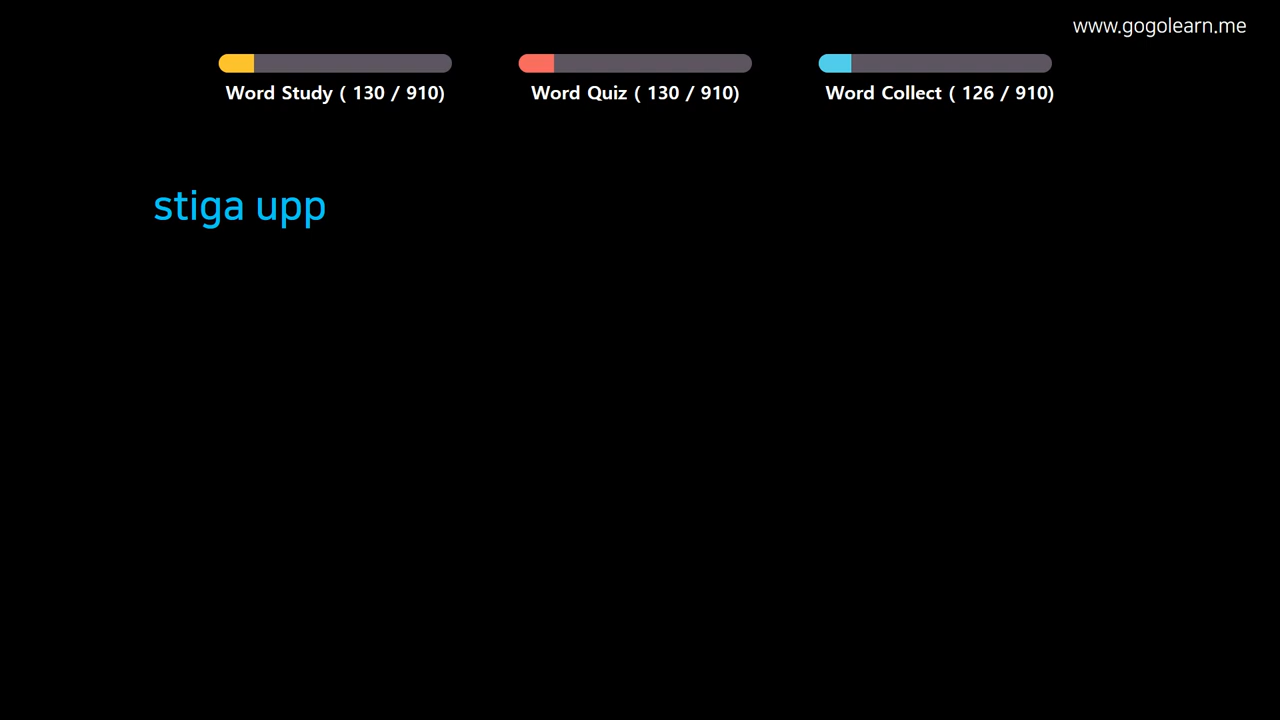 www.gogolearn.me
Word Study ( 130 / 910)
Word Quiz ( 130 / 910)
Word Collect ( 126 / 910)
stiga upp